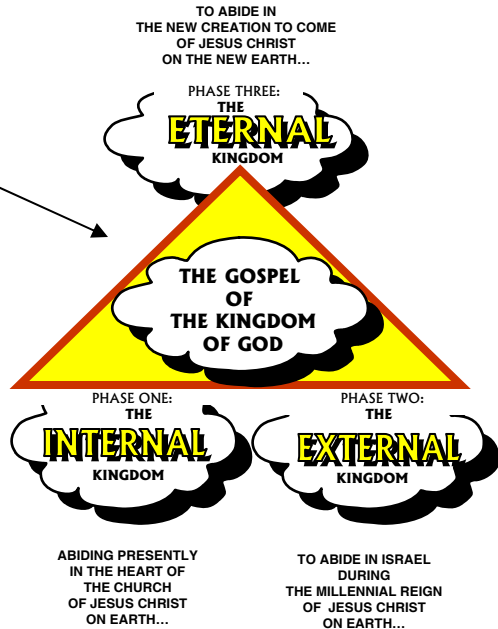 TO ABIDE IN
THE NEW CREATION TO COME
OF JESUS CHRIST
ON THE NEW EARTH...
PHASE THREE:
THE
ETERNAL
KINGDOM
THE GOSPEL
OF
THE KINGDOM
OF GOD
PHASE ONE:
THE
INTERNAL
KINGDOM
ABIDING PRESENTLY
IN THE HEART OF
THE CHURCH
OF JESUS CHRIST
ON EARTH...
PHASE TWO:
THE
EXTERNAL
KINGDOM
TO ABIDE IN ISRAEL
DURING
THE MILLENNIAL REIGN
OF JESUS CHRIST
ON EARTH...